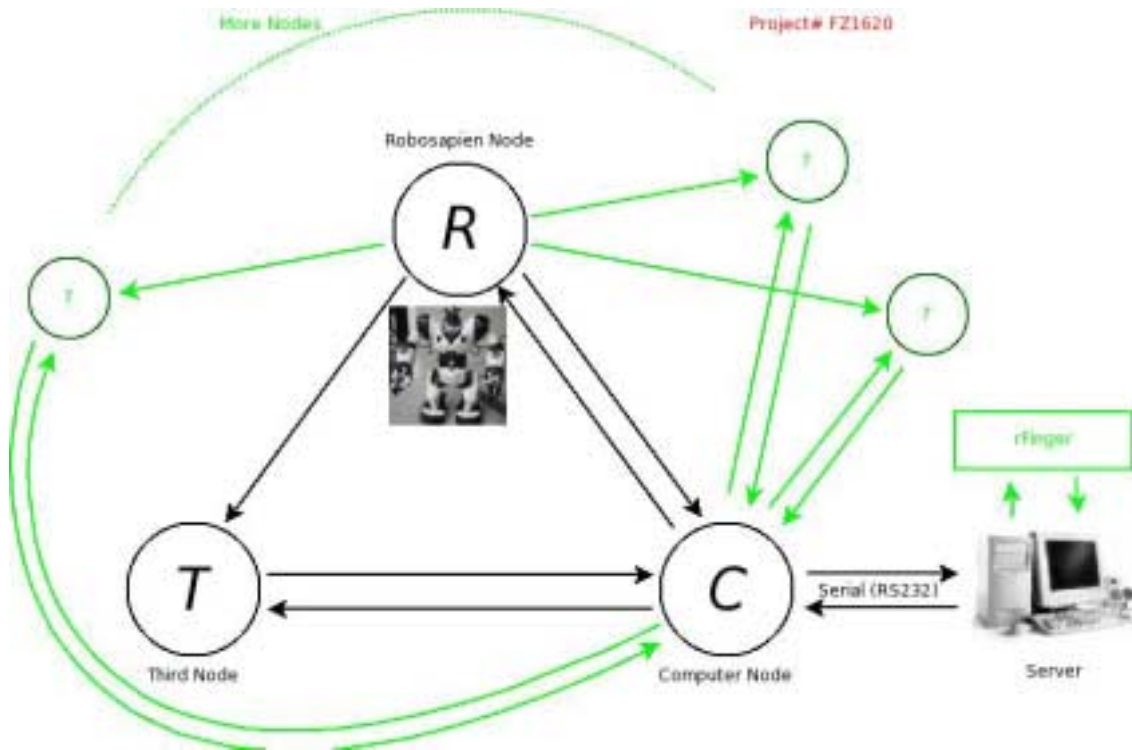 More Nodes
Project# FZ1620
Robosapien Node
?
R
?
?
rFinger
T
C
Serial (RS232)
Third Node
Computer Node
Server